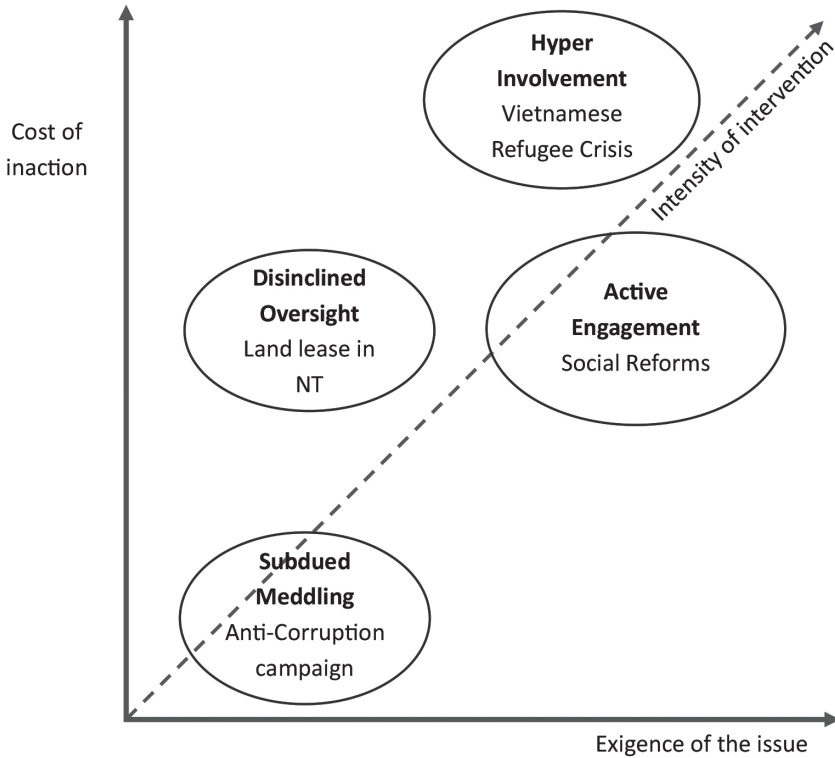 Hyper
Involvement
Vietnamese
Refugee Crisis
Cost of
inaction
Intensity of intervention
Disinclined
Oversight
Land lease in
NT
Active
Engagement
Social Reforms
Subdued
Meddling
Anti-Corruption
campaign
Exigence of the issue